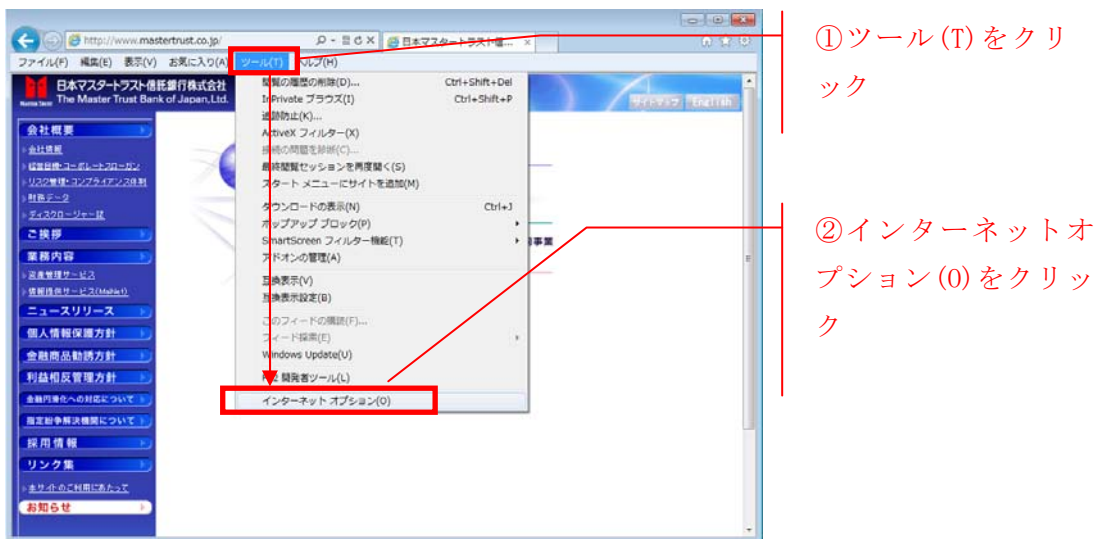 http://www.mastertrust.co.jp/
日本マスタートラスト信... ×
ファイル(F) 編集(E) 表示(V) お気に入り(A) ツール(T) ヘルプ(H)
日本マスタートラスト信託銀行株式会社
The Master Trust Bank of Japan, Ltd.
サイトマップ English
会社概要
会社情報
経営目標・コーポレートスローガン
リスク管理・コンプライアンス体制
財務データ
ディスクロージャー誌
ご挨拶
業務内容
資産管理サービス
情報提供サービス(MaNet)
ニュースリリース
個人情報保護方針
金融商品勧誘方針
利益相反管理方針
金融円滑化への対応について
指定紛争解決機関について
採用情報
リンク集
本サイトのご利用にあたって
お知らせ
閲覧の履歴の削除(D)... Ctrl+Shift+Del
InPrivate ブラウズ(I) Ctrl+Shift+P
追跡防止(K)...
ActiveX フィルター(X)
接続の問題を診断(C)...
最終閲覧セッションを再度開く(S)
スタート メニューにサイトを追加(M)
ダウンロードの表示(N) Ctrl+J
ポップアップ ブロック(P)
SmartScreen フィルター機能(T)
アドオンの管理(A)
互換表示(V)
互換表示設定(B)
このフィードの購読(F)...
フィード探索(E)
Windows Update(U)
F12 開発者ツール(L)
インターネット オプション(O)
事業
①ツール(T)をクリ
ック
②インターネットオ
プション(O)をクリッ
ク